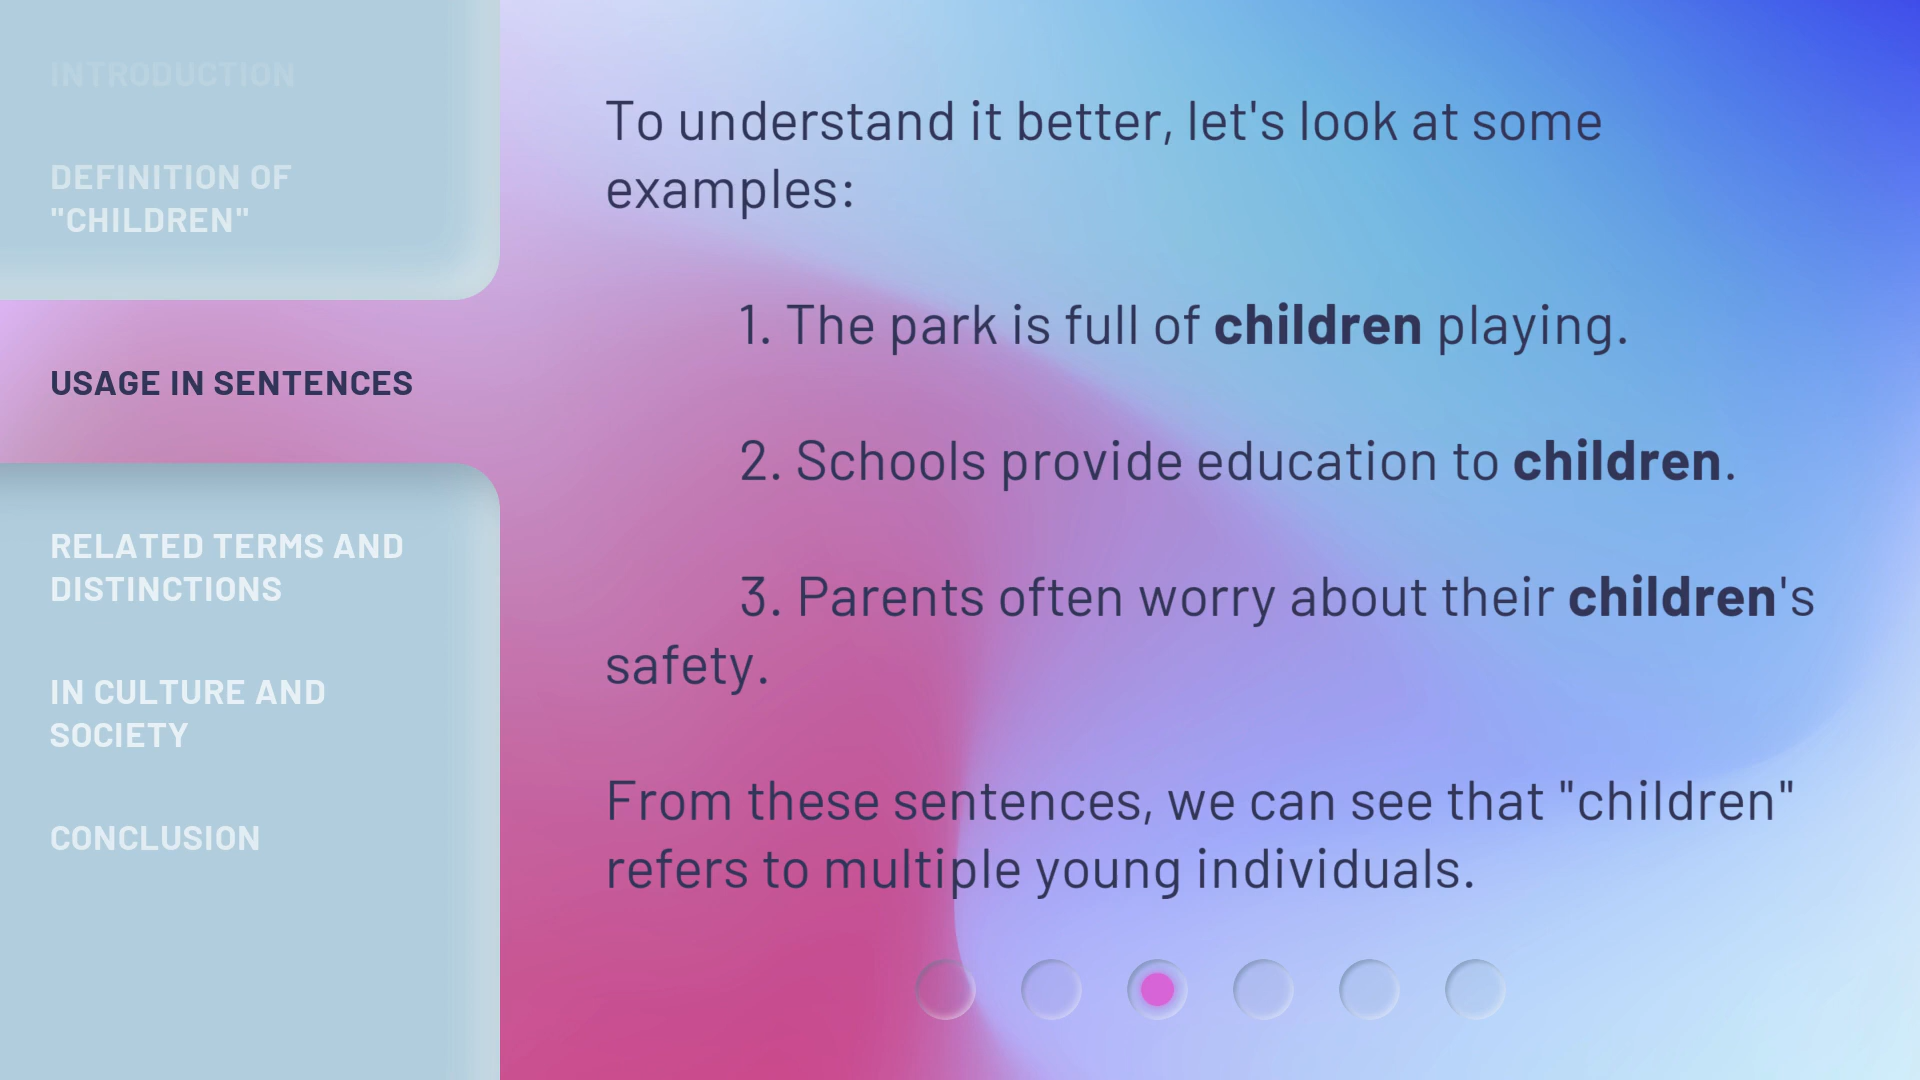 INTRODUCTION
DEFINITION OF
"CHILDREN"
USAGE IN SENTENCES
RELATED TERMS AND
DISTINCTIONS
IN CULTURE AND
SOCIETY
CONCLUSION
To understand it better, let's look at some
examples:
1. The park is full of children playing.
2. Schools provide education to children.
3. Parents often worry about their children's
safety.
From these sentences, we can see that "children"
refers to multiple young individuals.